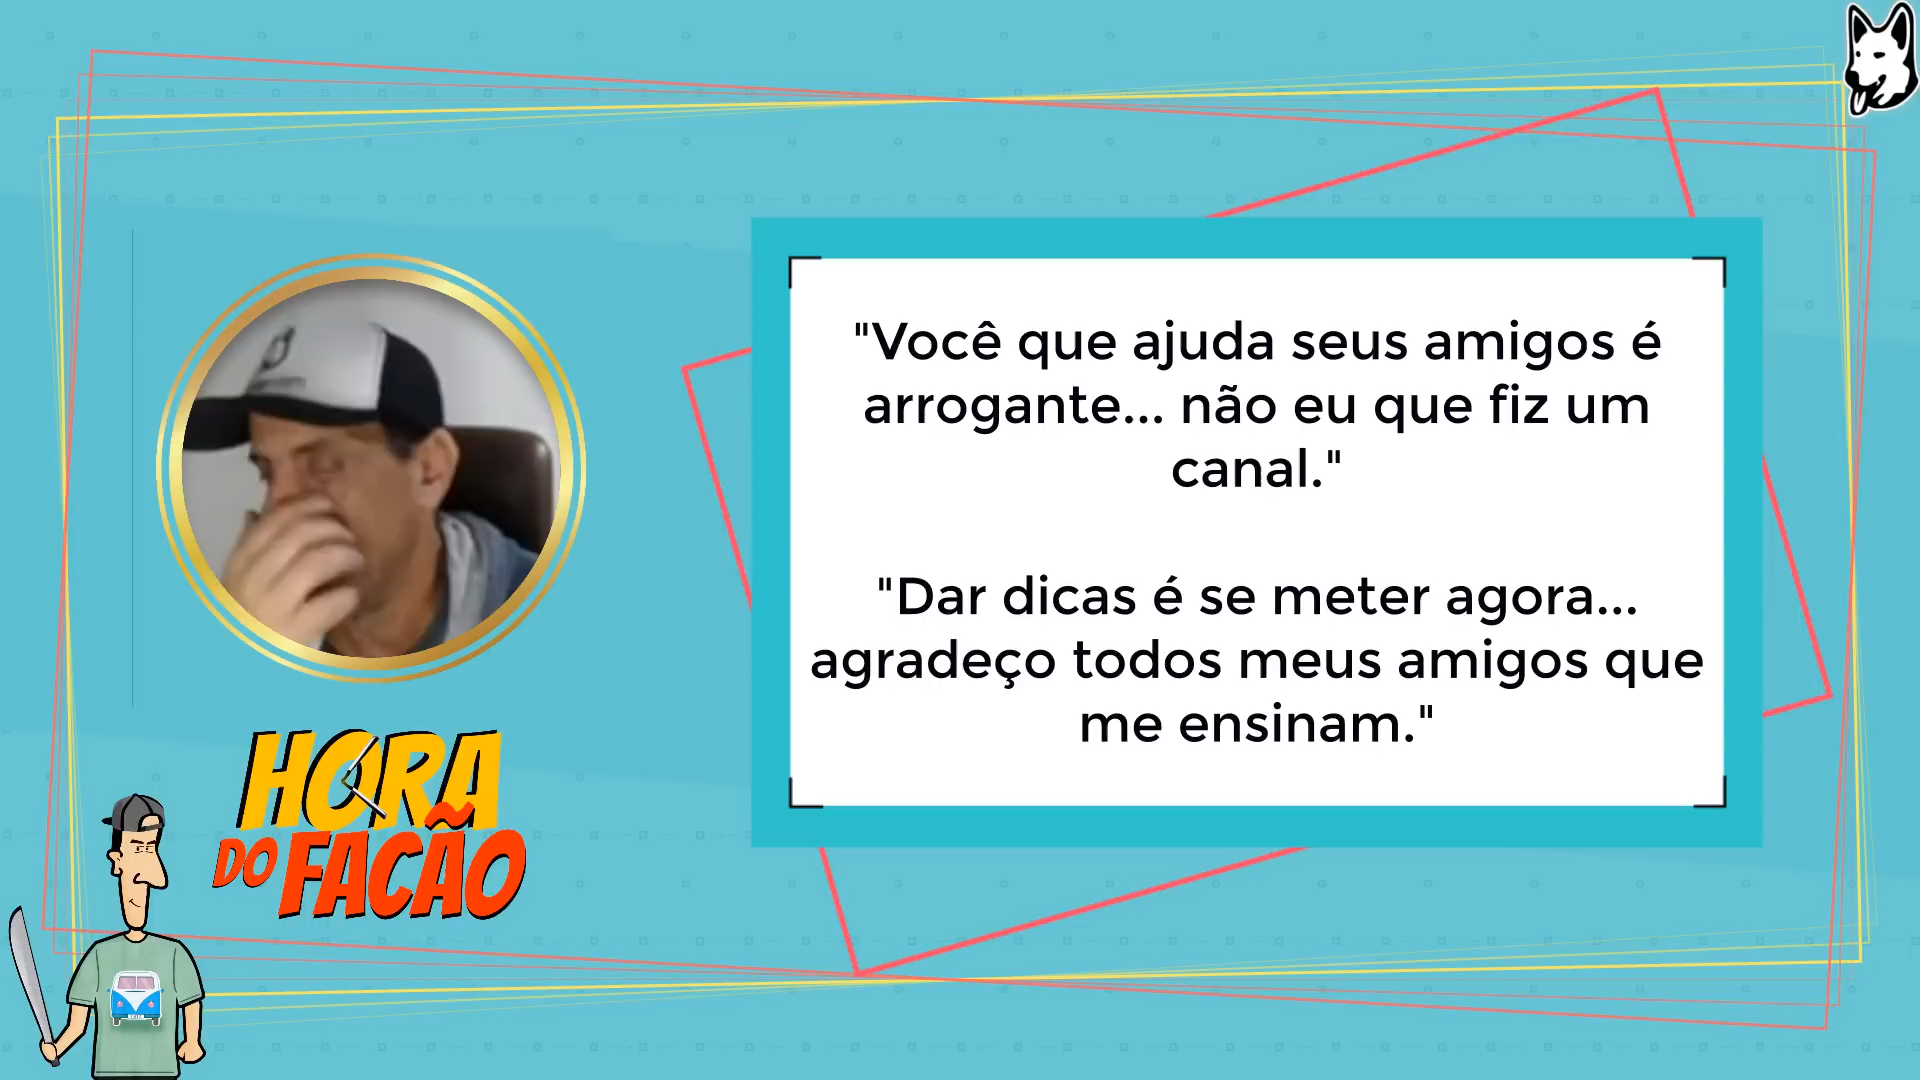 "Você que ajuda seus amigos é
arrogante... não eu que fiz um
canal."
"Dar dicas é se meter agora...
agradeço todos meus amigos que
me ensinam."
HORA
DO FACÃO